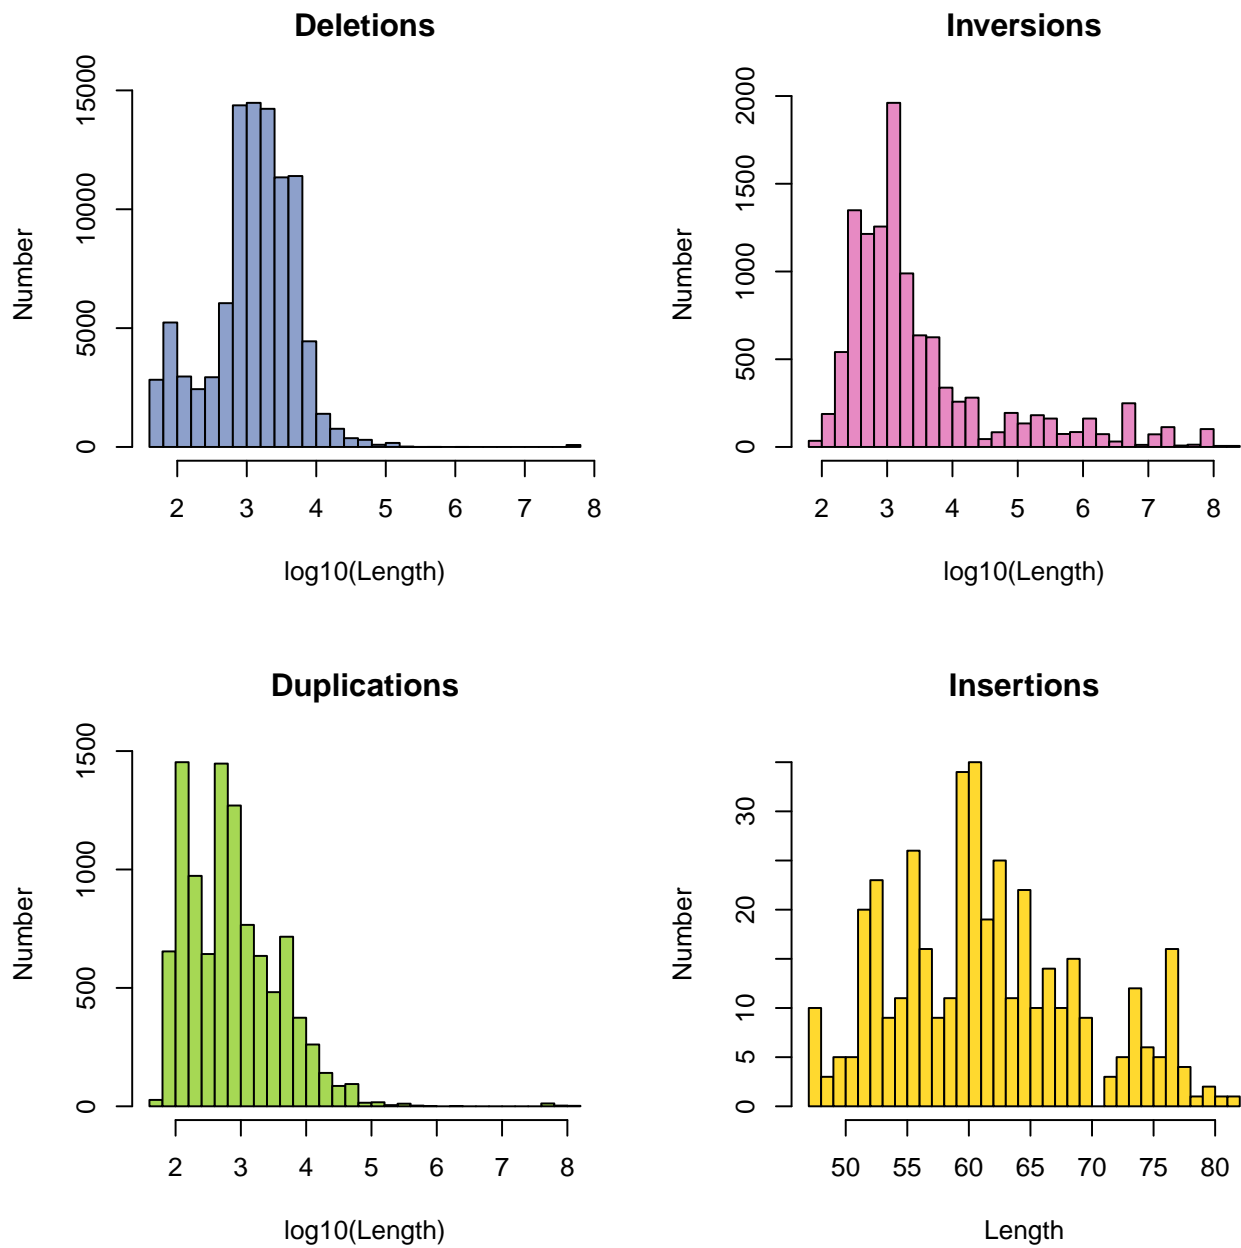 Deletions
Number
0
5000
10000
15000
2 3 4 5 6 7 8
log10(Length)
Inversions
Number
0
500
1000
1500
2000
2 3 4 5 6 7 8
log10(Length)
Duplications
Number
0
500
1000
1500
2 3 4 5 6 7 8
log10(Length)
Insertions
Number
0
5
10
20
30
50 55 60 65 70 75 80
Length